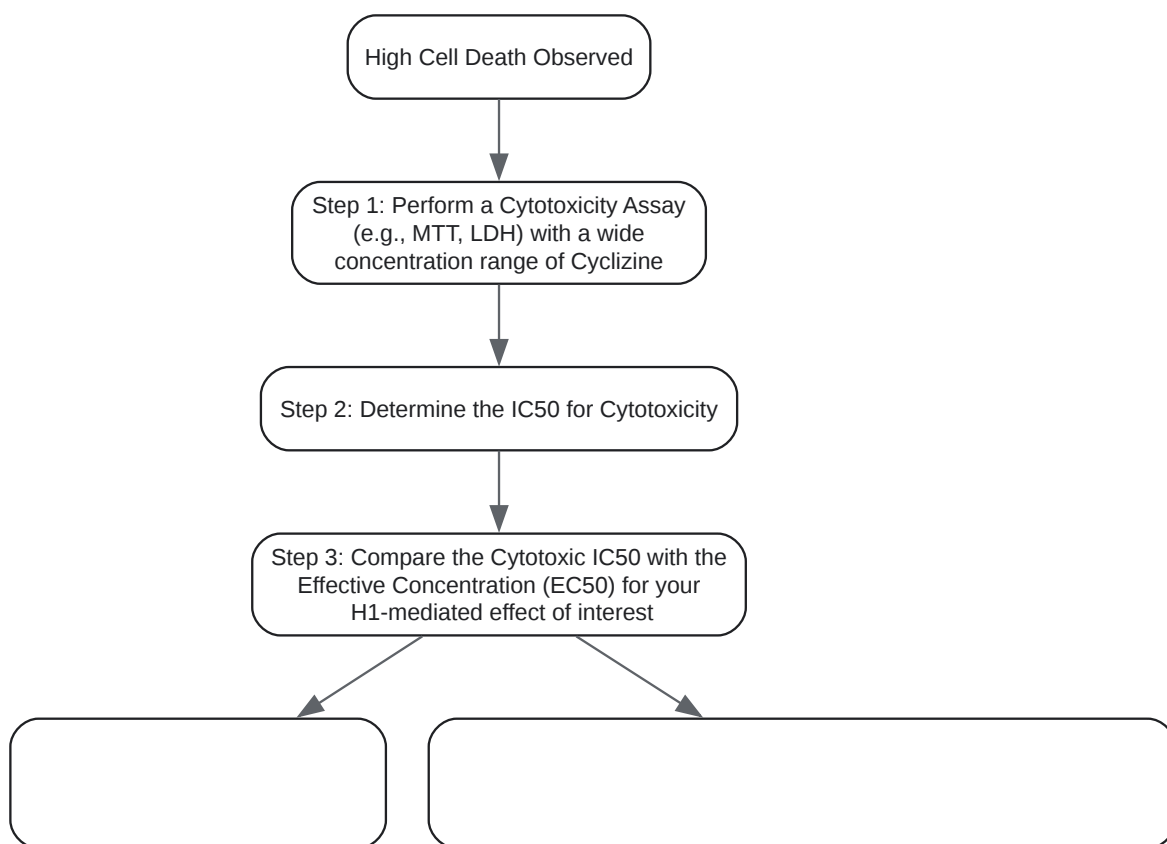 High Cell Death Observed
Step 1: Perform a Cytotoxicity Assay
(e.g., MTT, LDH) with a wide
concentration range of Cyclizine
Step 2: Determine the IC50 for Cytotoxicity
Step 3: Compare the Cytotoxic IC50 with the
Effective Concentration (EC50) for your
H1-mediated effect of interest